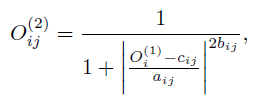 $O_{ij}^{(2)} = \frac{1}{1 + \left| \frac{O_i^{(1)} - c_{ij}}{a_{ij}} \right|^{2b_{ij}}},$